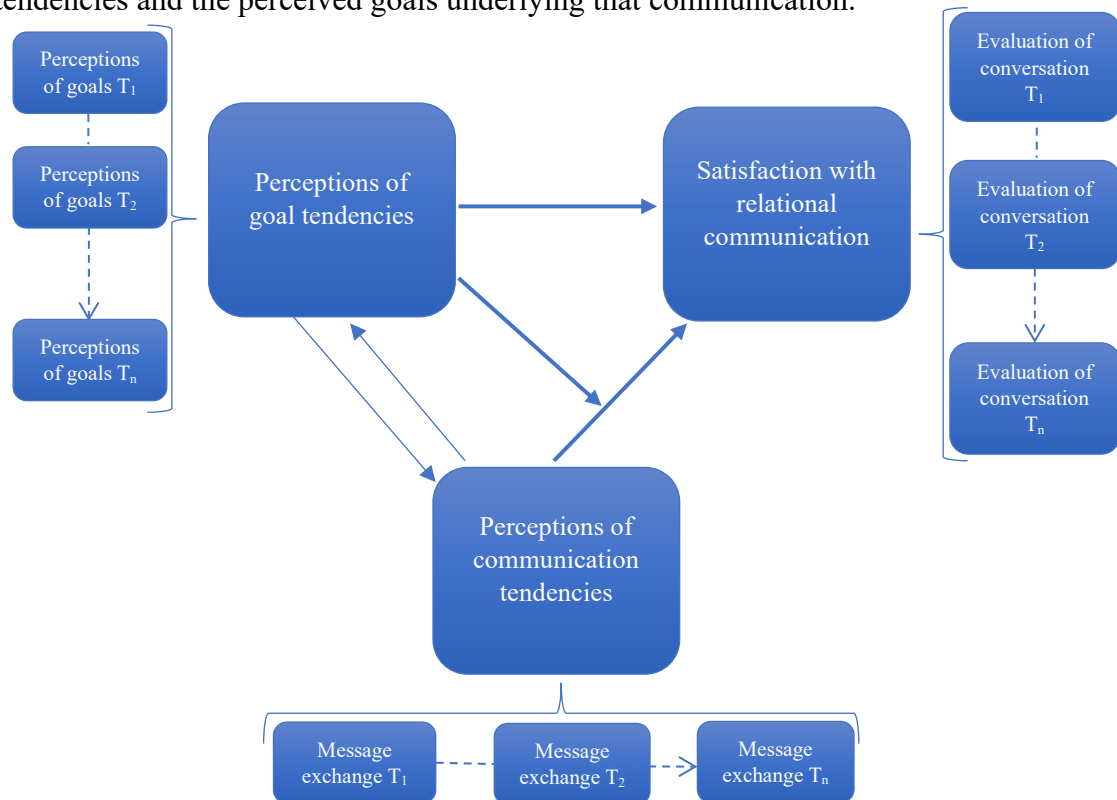 tendencies and the perceived goals underlying that communication.
Perceptions
of goals T₁
Perceptions
of goals T₂
Perceptions
of goals Tₙ
Perceptions of
goal tendencies
Satisfaction with
relational
communication
Evaluation of
conversation
T₁
Evaluation of
conversation
T₂
Evaluation of
conversation
Tₙ
Perceptions of
communication
tendencies
Message
exchange T₁
Message
exchange T₂
Message
exchange Tₙ